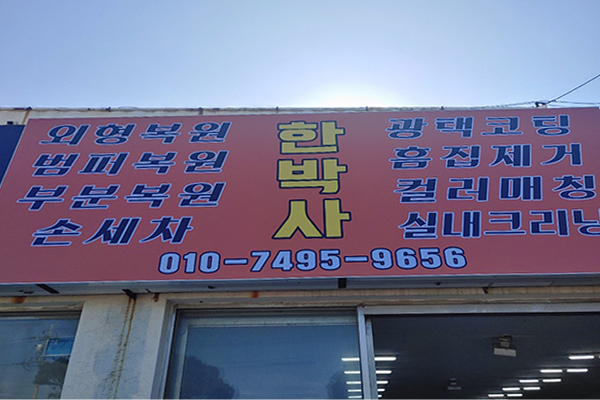 외형복원
범퍼복원
부분복원
손세차
한박사
광택코팅
흠집제거
컬러매칭
실내크리닝
010-7495-9656